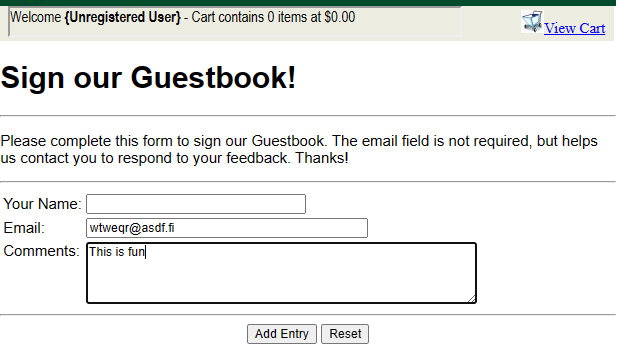 Welcome {Unregistered User} - Cart contains 0 items at $0.00
View Cart
Sign our Guestbook!
Please complete this form to sign our Guestbook. The email field is not required, but helps
us contact you to respond to your feedback. Thanks!
Your Name:
Email: wtweqr@asdf.fi
Comments: This is fun
Add Entry Reset